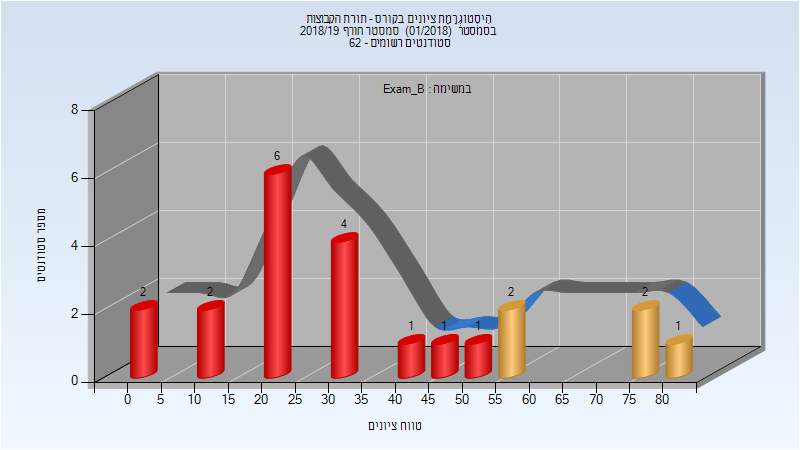 היסטוגרמת ציונים בקורס - תורת הקבוצות
בסמסטר (01/2018) סמסטר חורף 2018/19
סטודנטים רשומים - 62
במשימה : Exam_B
מספר סטודנטים
8
6
4
2
0
2
2
6
4
1
1
1
2
2
1
0 5 10 15 20 25 30 35 40 45 50 55 60 65 70 75 80
טווח ציונים